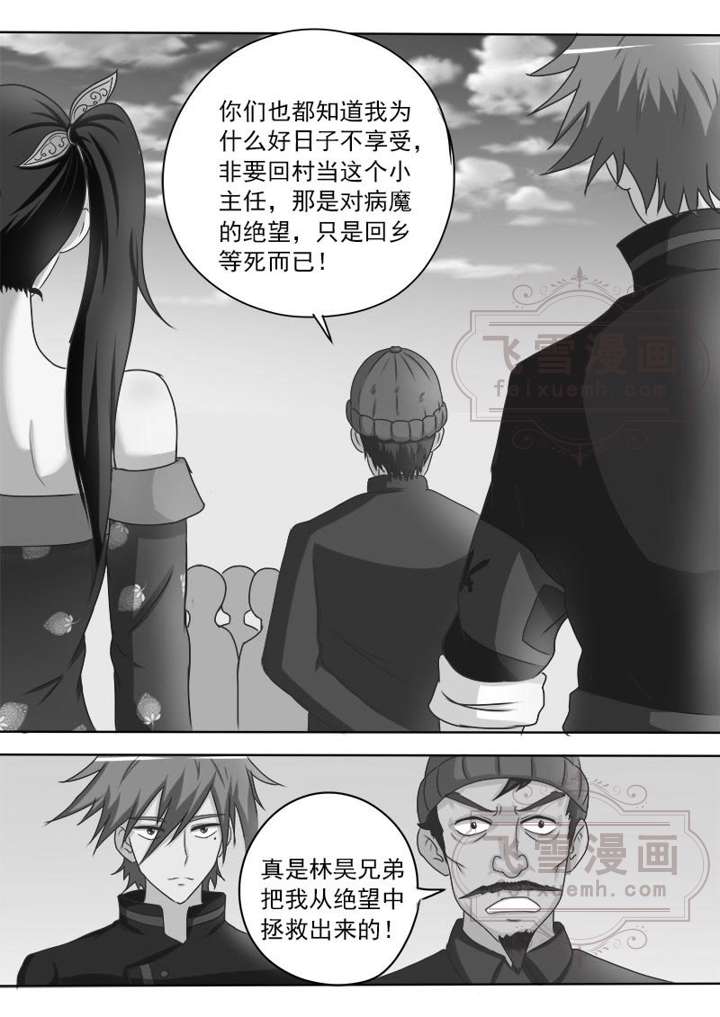 你们也都知道我为
什么好日子不享受，
非要回村当这个小
主任，那是对病魔
的绝望，只是回乡
等死而已！
飞雪漫画
feixuemh.com
真是林昊兄弟
把我从绝望中
拯救出来的！
飞雪漫画
feixuemh.com